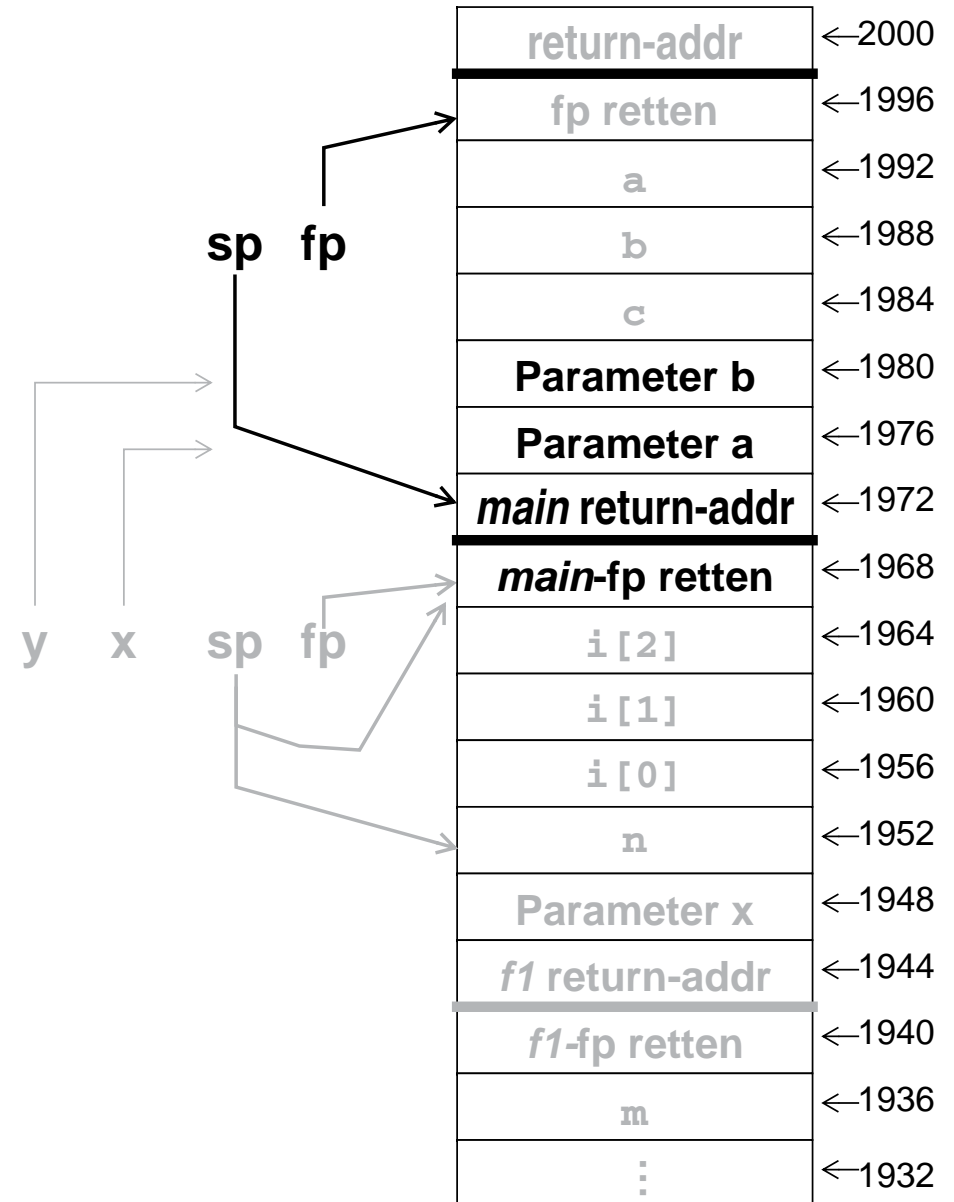 return-addr ←2000
fp retten ←1996
a ←1992
b ←1988
c ←1984
Parameter b ←1980
Parameter a ←1976
main return-addr ←1972
main-fp retten ←1968
i[2] ←1964
i[1] ←1960
i[0] ←1956
n ←1952
Parameter x ←1948
f1 return-addr ←1944
f1-fp retten ←1940
m ←1936
⋮ ←1932
sp fp
y x sp fp